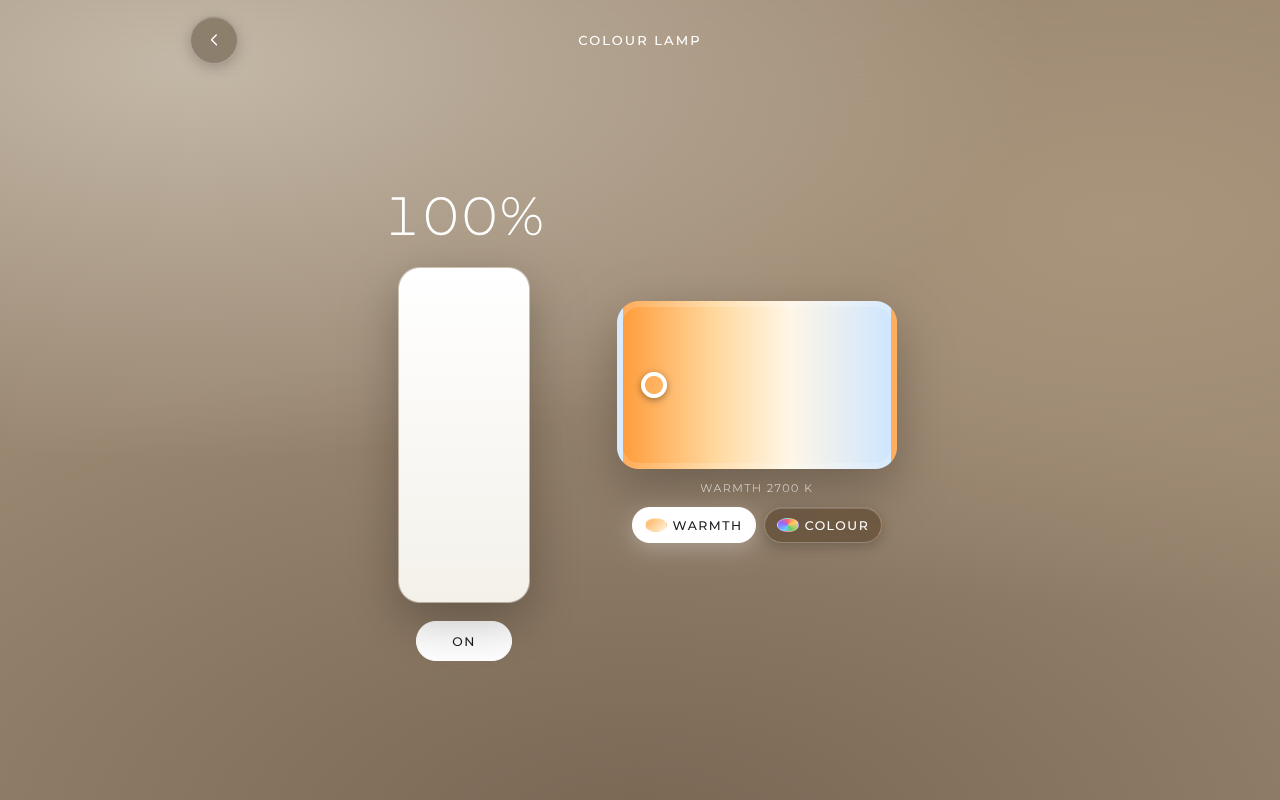 COLOUR LAMP
100%
WARMTH 2700 K
WARMTH
COLOUR
ON